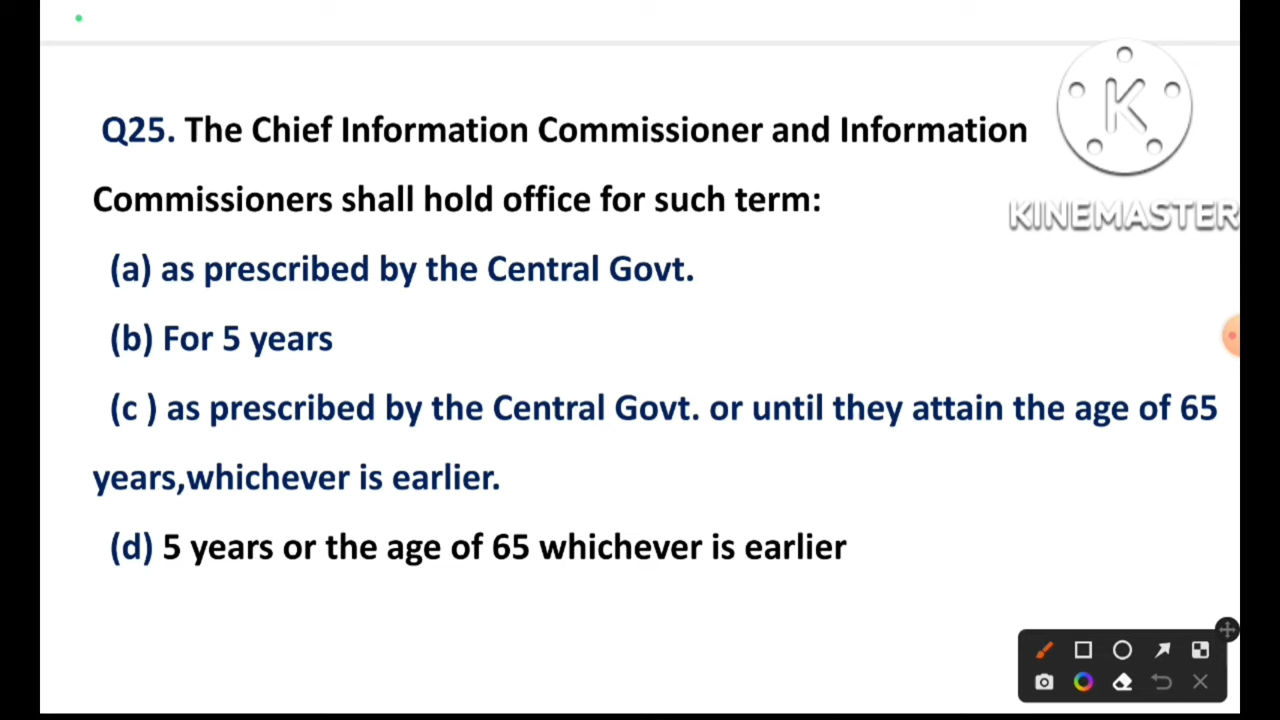 Q25. The Chief Information Commissioner and Information
Commissioners shall hold office for such term:
(a) as prescribed by the Central Govt.
(b) For 5 years
(c ) as prescribed by the Central Govt. or until they attain the age of 65
years,whichever is earlier.
(d) 5 years or the age of 65 whichever is earlier
K
KINEMASTER